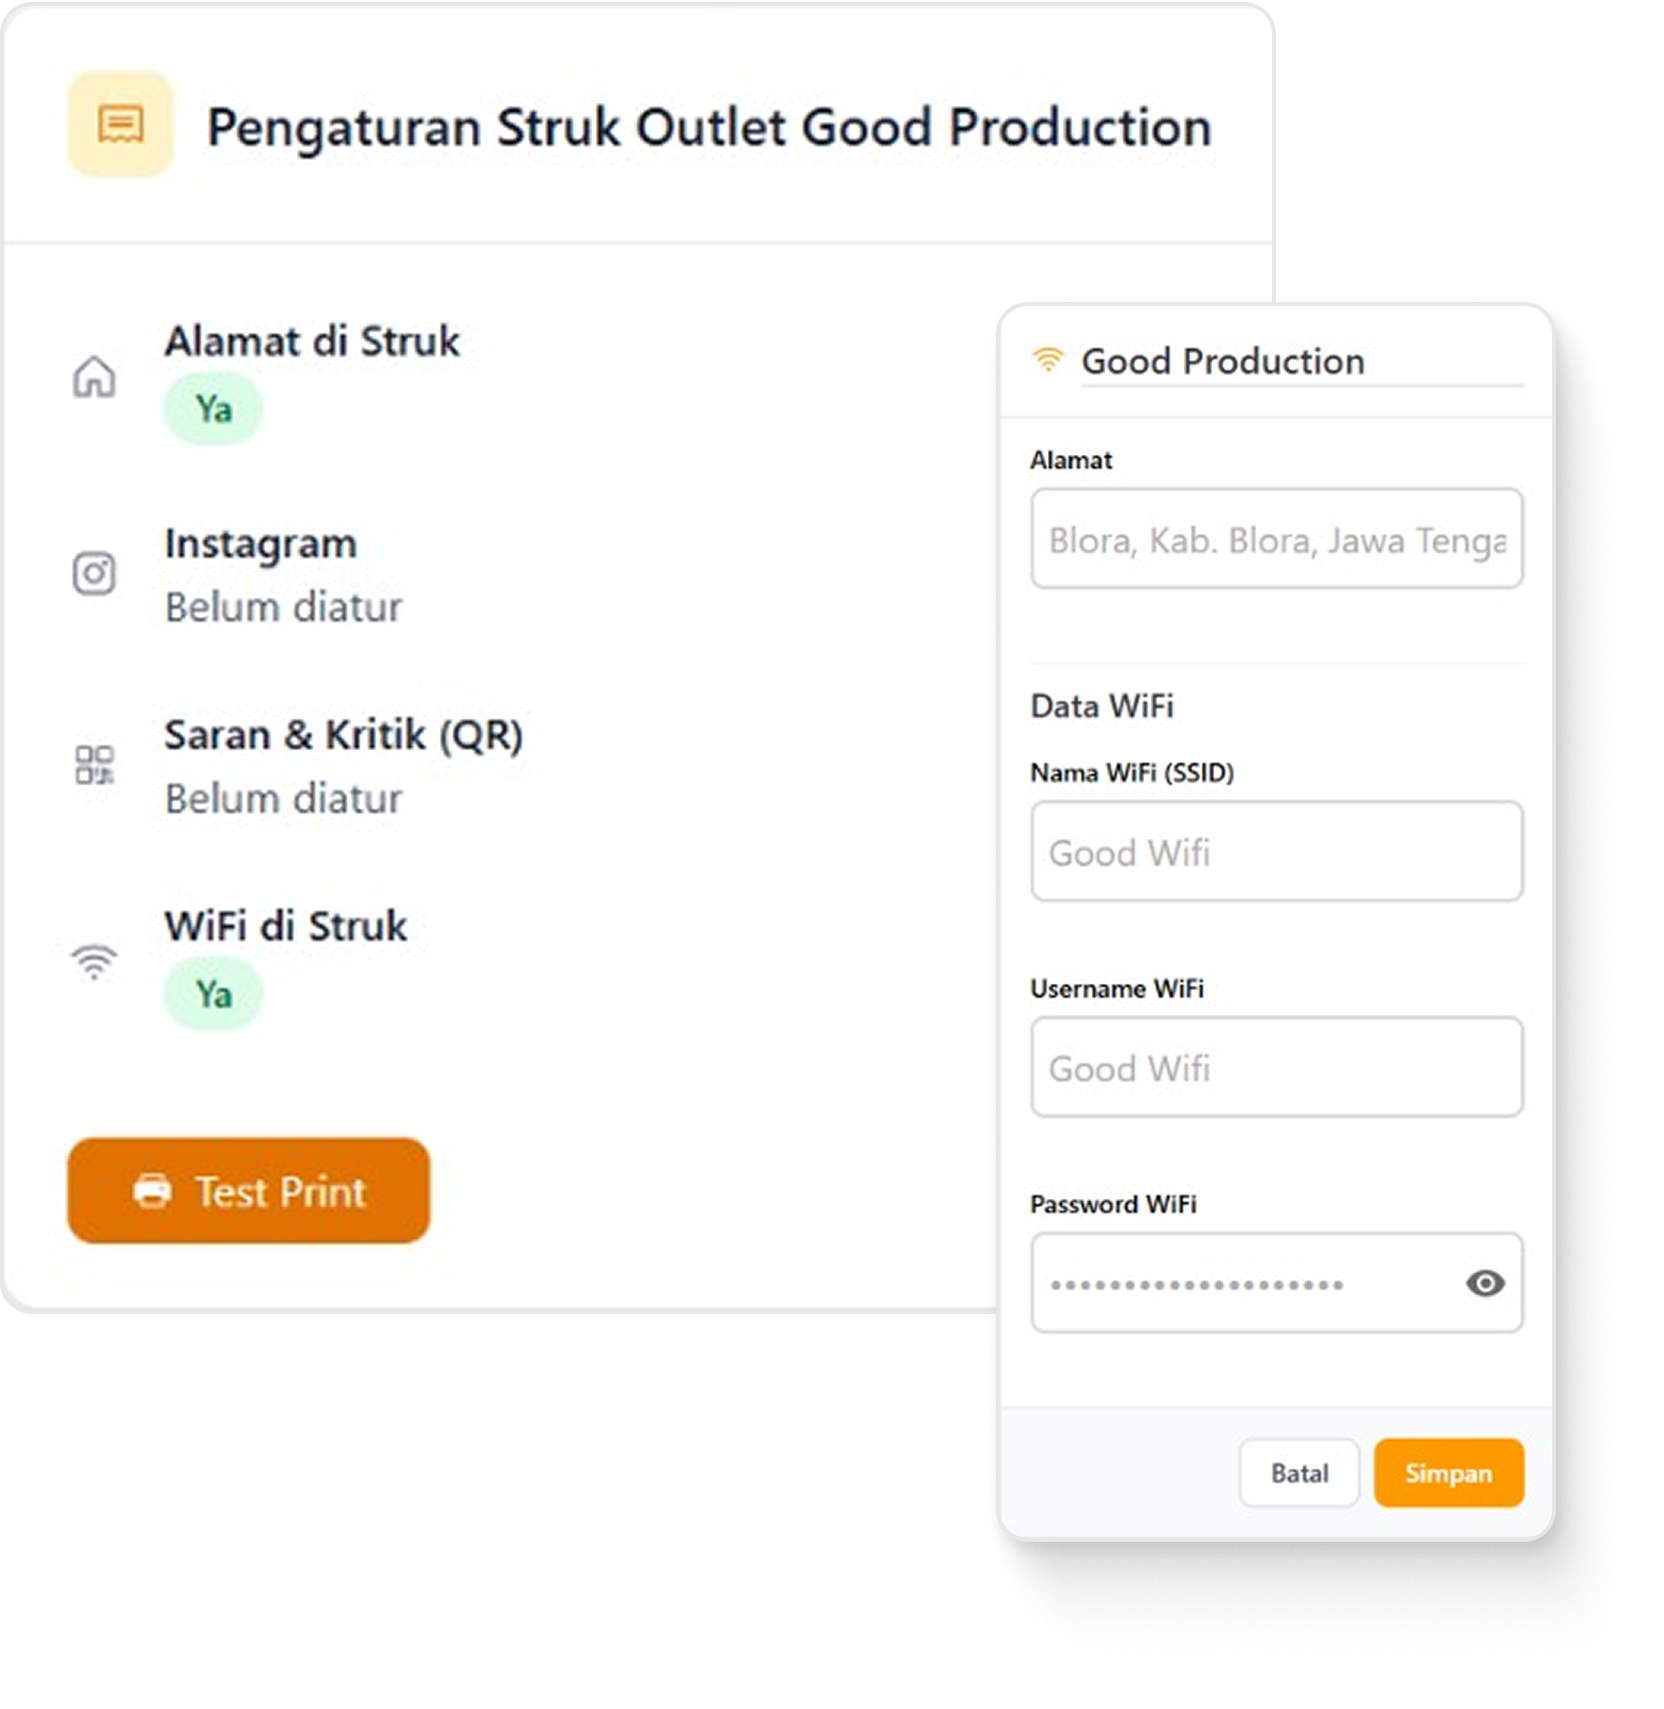 Pengaturan Struk Outlet Good Production
Alamat di Struk
Ya
Instagram
Belum diatur
Saran & Kritik (QR)
Belum diatur
WiFi di Struk
Ya
Test Print
Good Production
Alamat
Blora, Kab. Blora, Jawa Tenga
Data WiFi
Nama WiFi (SSID)
Good Wifi
Username WiFi
Good Wifi
Password WiFi
••••••••••••••••••••
Batal
Simpan